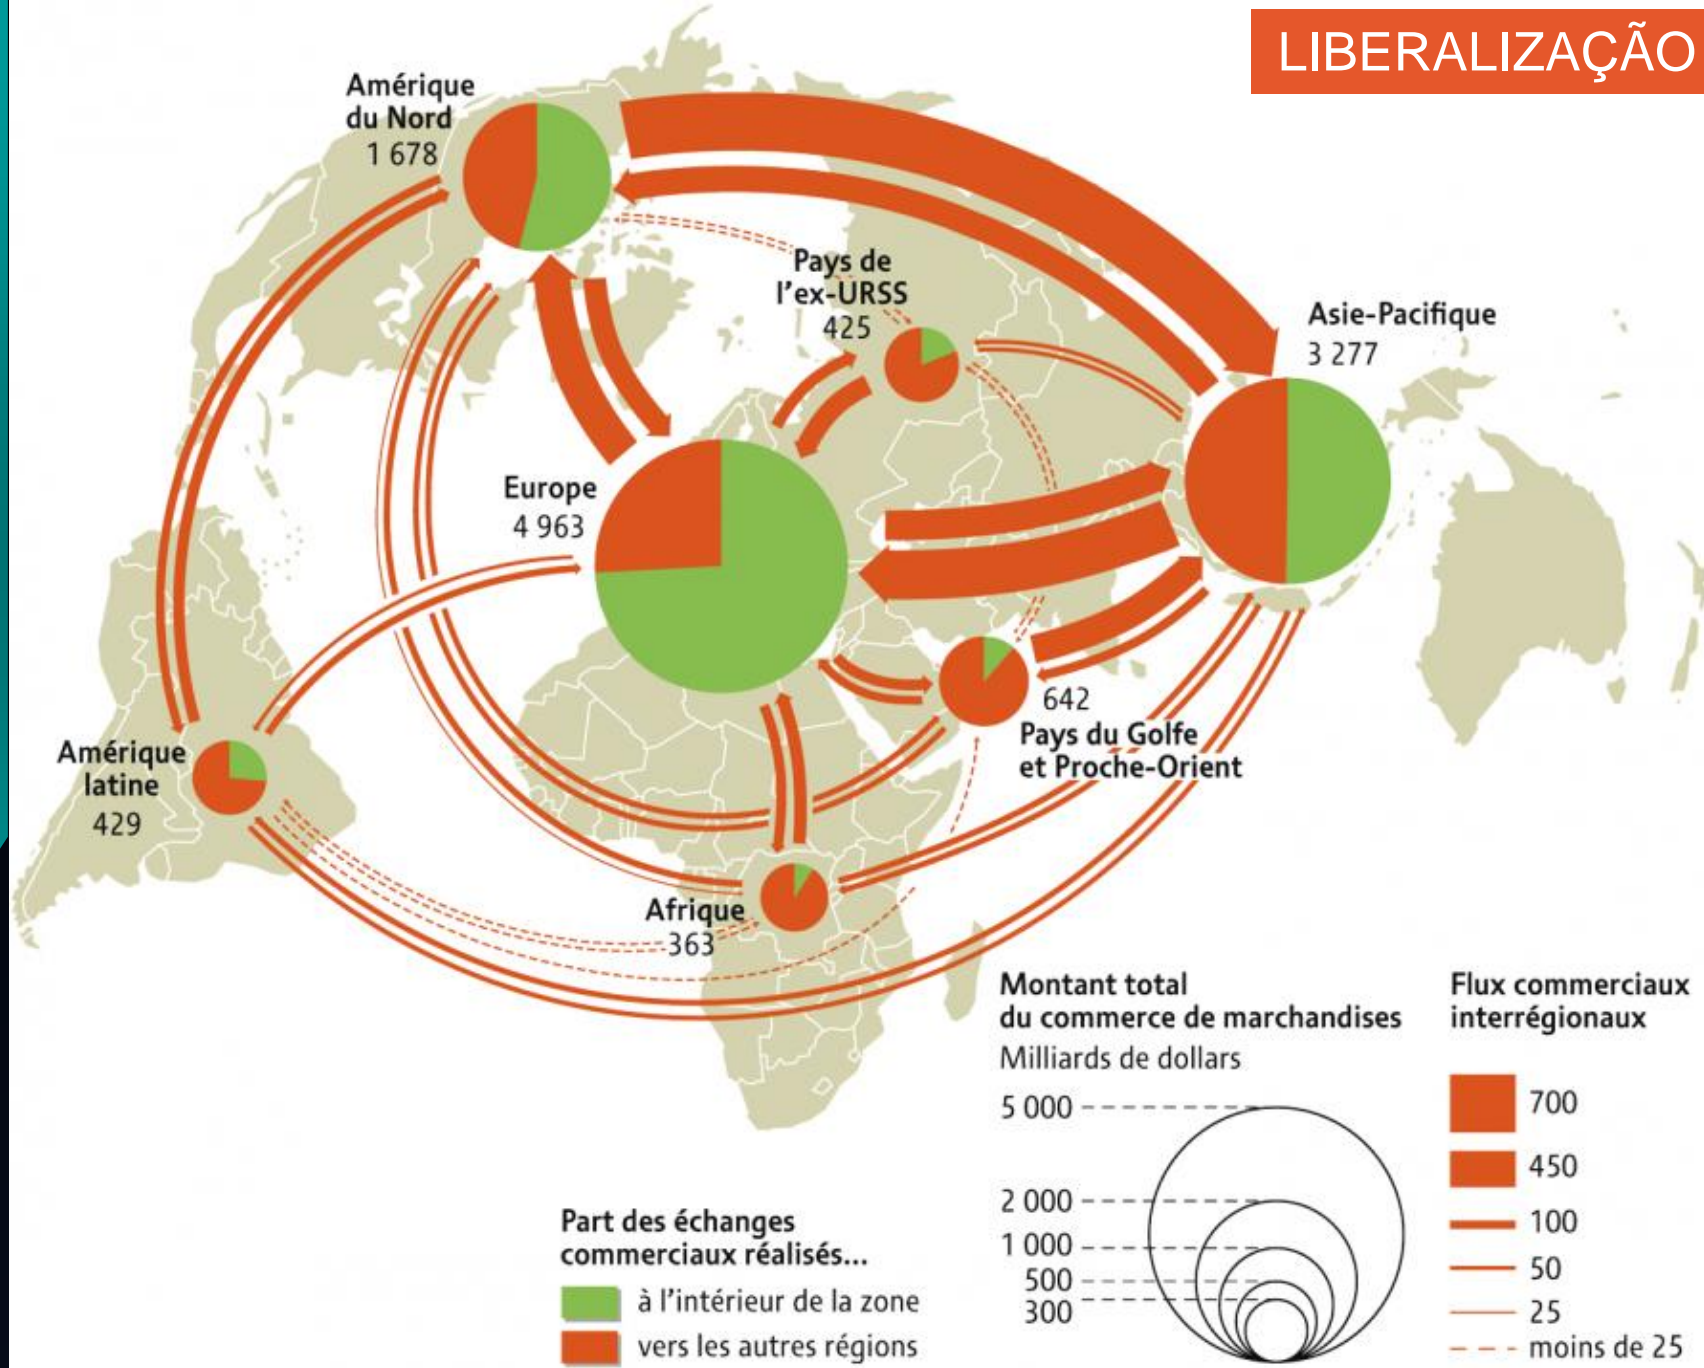 LIBERALIZAÇÃO
Amérique
du Nord
1 678
Pays de
l'ex-URSS
425
Asie-Pacifique
3 277
Europe
4 963
642
Pays du Golfe
et Proche-Orient
Amérique
latine
429
Afrique
363
Montant total
du commerce de marchandises
Milliards de dollars
5 000
2 000
1 000
500
300
Flux commerciaux
interrégionaux
700
450
100
50
25
moins de 25
Part des échanges
commerciaux réalisés...
à l'intérieur de la zone
vers les autres régions